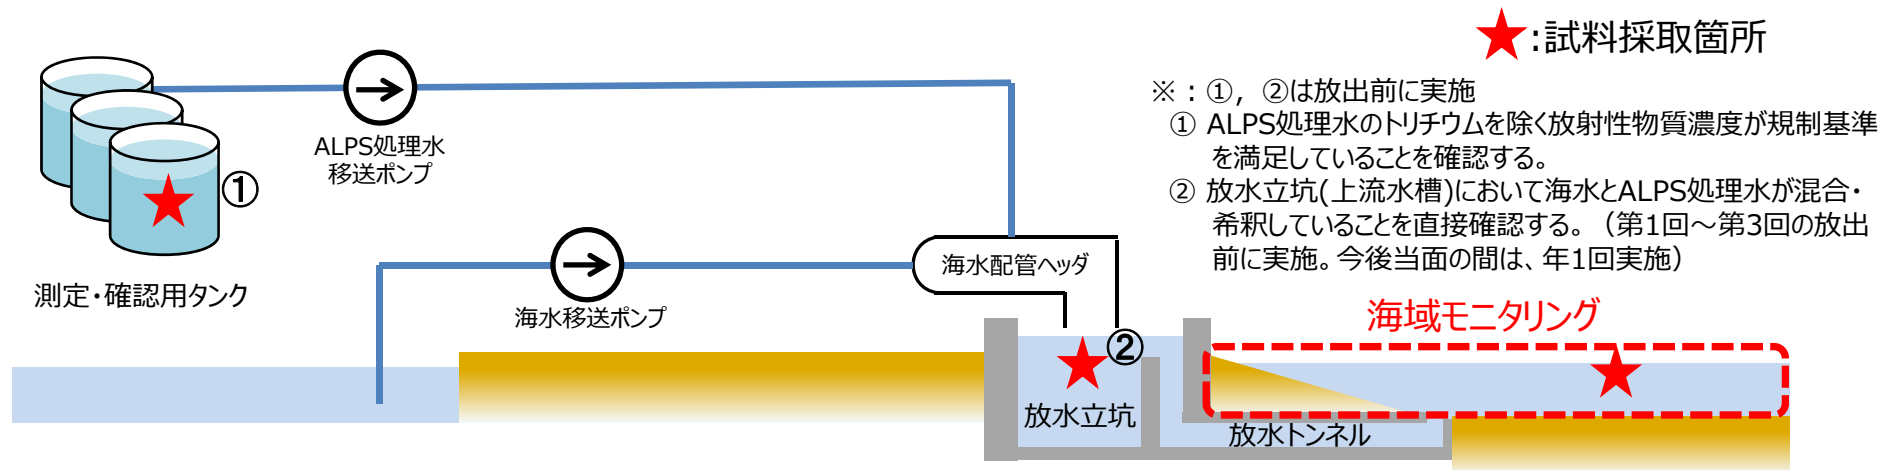 ★:試料採取箇所
※：①，②は放出前に実施
① ALPS処理水のトリチウムを除く放射性物質濃度が規制基準
を満足していることを確認する。
② 放水立坑(上流水槽)において海水とALPS処理水が混合・
希釈していることを直接確認する。（第1回～第3回の放出
前に実施。今後当面の間は、年1回実施）
ALPS処理水
移送ポンプ
①
測定・確認用タンク
海水配管ヘッダ
海水移送ポンプ
海域モニタリング
②
放水立坑
放水トンネル